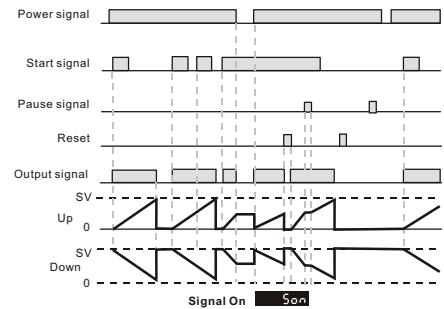 Power signal
Start signal
Pause signal
Reset
Output signal
SV
Up
0
SV
Down
0
Signal On Son